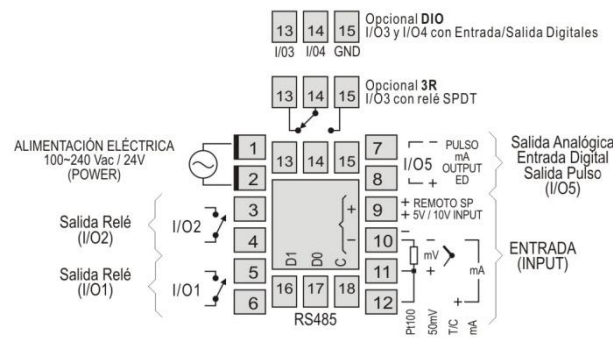 13 14 15 Opcional DIO
I/O3 y I/O4 con Entrada/Salida Digitales
I/03 I/04 GND
13 14 15 Opcional 3R
I/O3 con relé SPDT
ALIMENTACIÓN ELÉCTRICA
100~240 Vac / 24V
(POWER)
1
2
13 14 15
7
8
I/O5
− PULSO
mA
OUTPUT
+ ED
Salida Analógica
Entrada Digital
Salida Pulso
(I/O5)
Salida Relé
(I/O2)
I/O2
3
4
+ −
9
+ REMOTO SP
+ 5V / 10V INPUT
10
−
− mV +
11
12
mA
+
ENTRADA
(INPUT)
Salida Relé
(I/O1)
I/O1
5
6
D1 D0 C
16 17 18
RS485
Pt100
50mV
T/C
mA